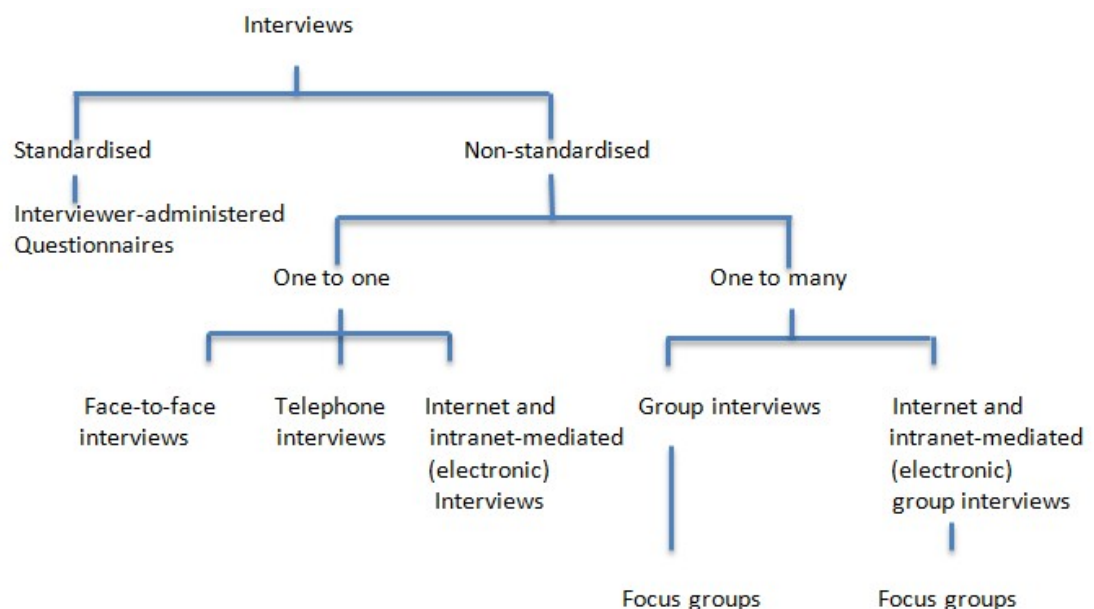 Interviews
Standardised
Non-standardised
Interviewer-administered
Questionnaires
One to one
One to many
Face-to-face
interviews
Telephone
interviews
Internet and
intranet-mediated
(electronic)
Interviews
Group interviews
Internet and
intranet-mediated
(electronic)
group interviews
Focus groups
Focus groups